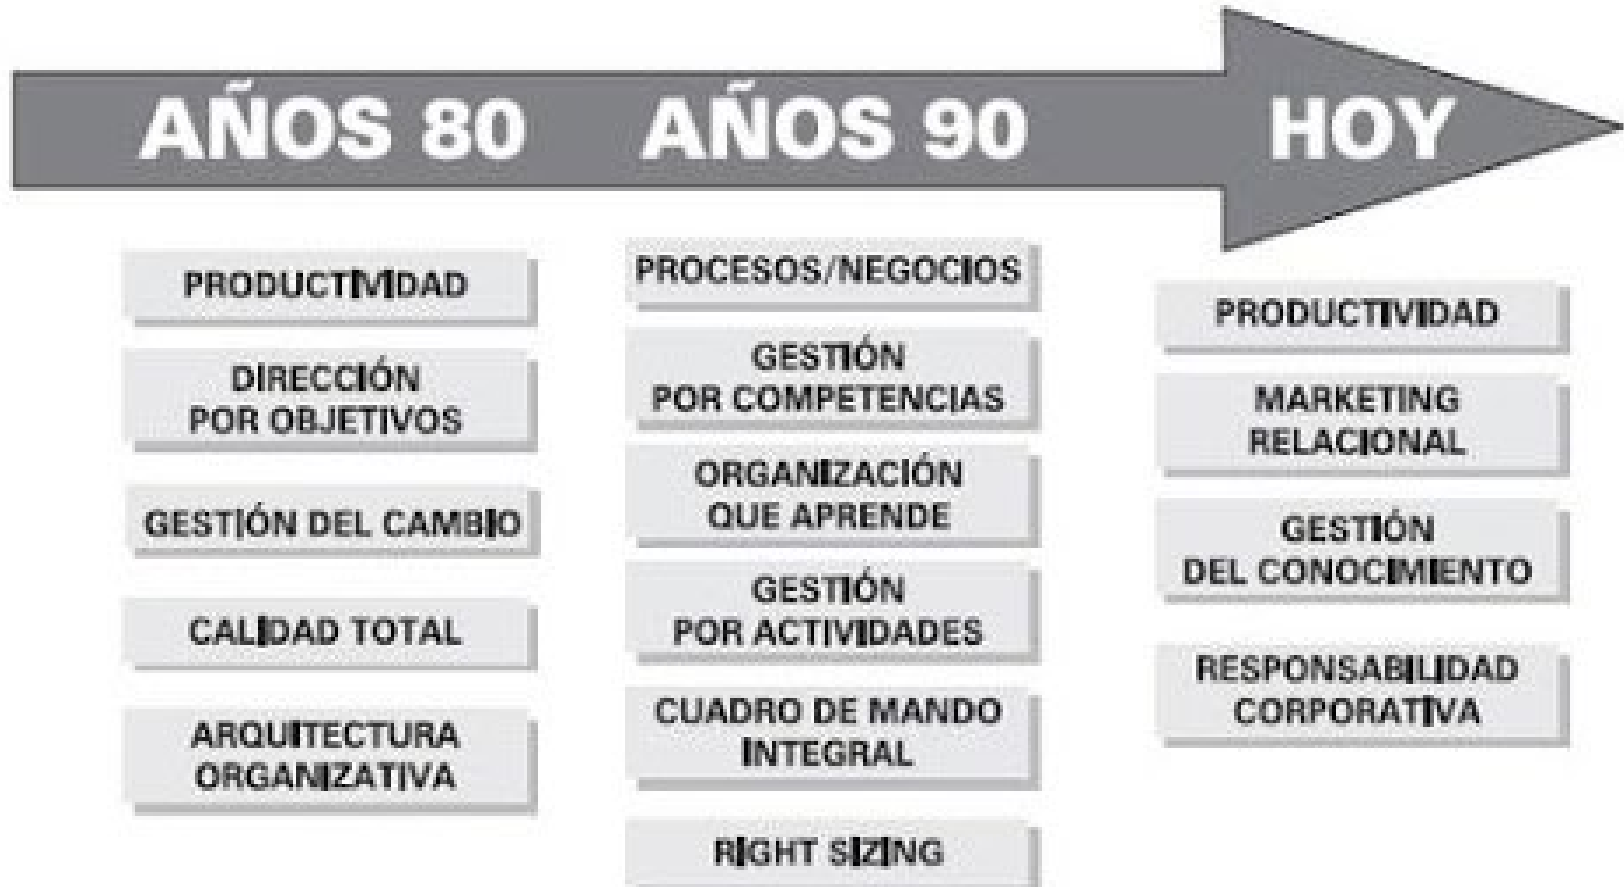 AÑOS 80
AÑOS 90
HOY
PRODUCTIVIDAD
DIRECCIÓN
POR OBJETIVOS
GESTIÓN DEL CAMBIO
CALIDAD TOTAL
ARQUITECTURA
ORGANIZATIVA
PROCESOS/NEGOCIOS
GESTIÓN
POR COMPETENCIAS
ORGANIZACIÓN
QUE APRENDE
GESTIÓN
POR ACTIVIDADES
CUADRO DE MANDO
INTEGRAL
RIGHT SIZING
PRODUCTIVIDAD
MARKETING
RELACIONAL
GESTIÓN
DEL CONOCIMIENTO
RESPONSABILIDAD
CORPORATIVA